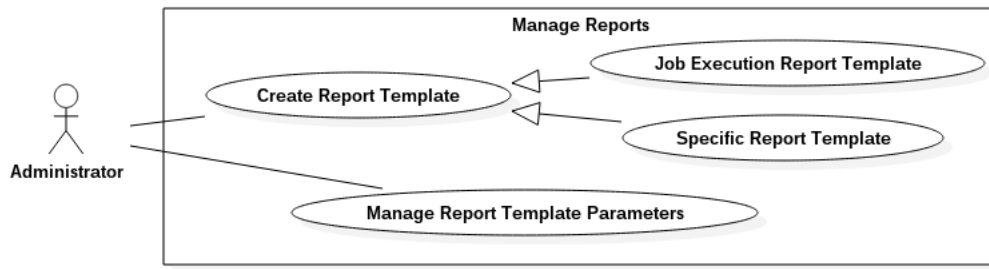 Manage Reports
Job Execution Report Template
Create Report Template
Specific Report Template
Administrator
Manage Report Template Parameters